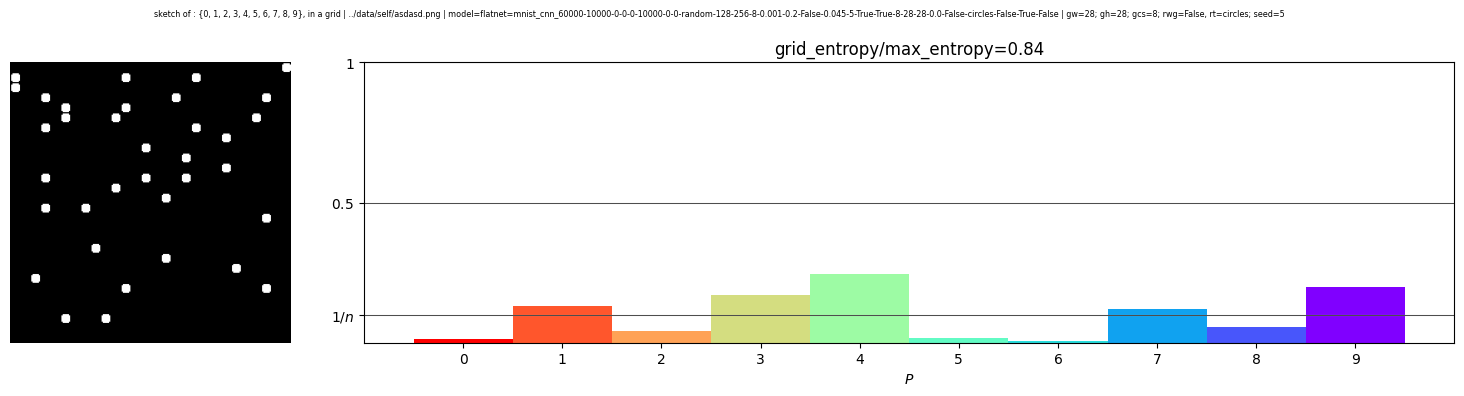 sketch of : {0, 1, 2, 3, 4, 5, 6, 7, 8, 9}, in a grid | ../data/self/asdasd.png | model=flatnet=mnist_cnn_60000-10000-0-0-0-10000-0-0-random-128-256-8-0.001-0.2-False-0.045-5-True-True-8-28-28-0.0-False-circles-False-True-False | gw=28; gh=28; gcs=8; rwg=False, rt=circles; seed=5
grid_entropy/max_entropy=0.84
1
0.5
1/n
0 1 2 3 4 5 6 7 8 9
P